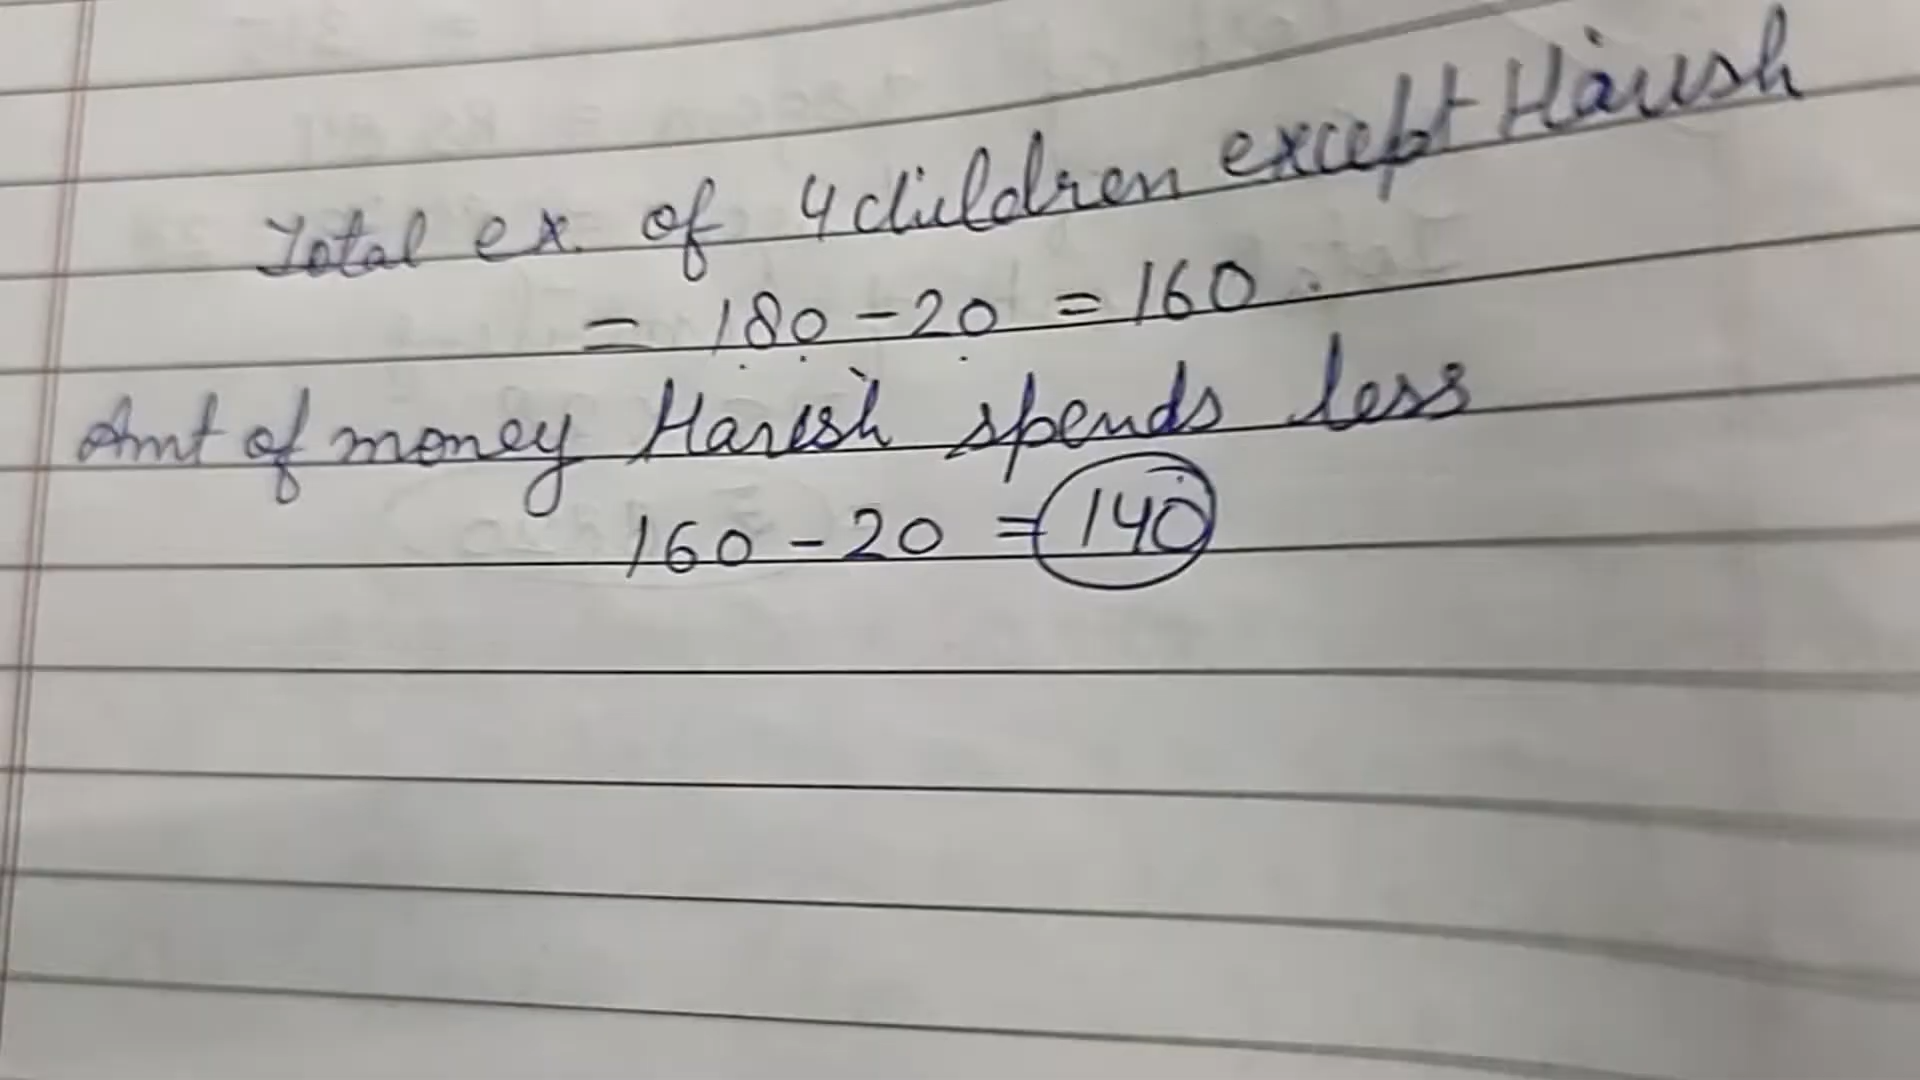 Total ex. of 4 children except Harish
= 180 - 20 = 160.
Amt of money Harish spends less
160 - 20 = 140